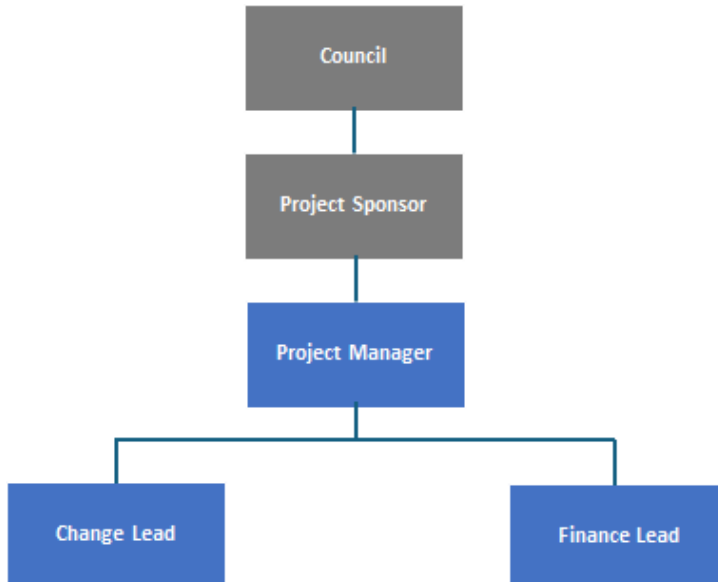 Council
Project Sponsor
Project Manager
Change Lead
Finance Lead